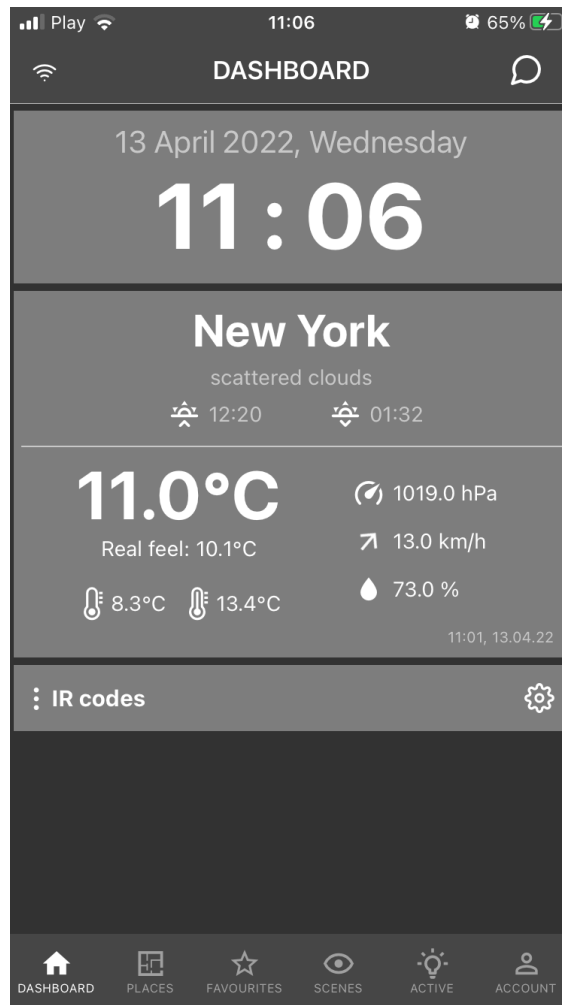 Play 11:06 65%
DASHBOARD
13 April 2022, Wednesday
11 : 06
New York
scattered clouds
12:20 01:32
11.0°C
Real feel: 10.1°C
8.3°C 13.4°C
1019.0 hPa
13.0 km/h
73.0 %
11:01, 13.04.22
IR codes
DASHBOARD PLACES FAVOURITES SCENES ACTIVE ACCOUNT